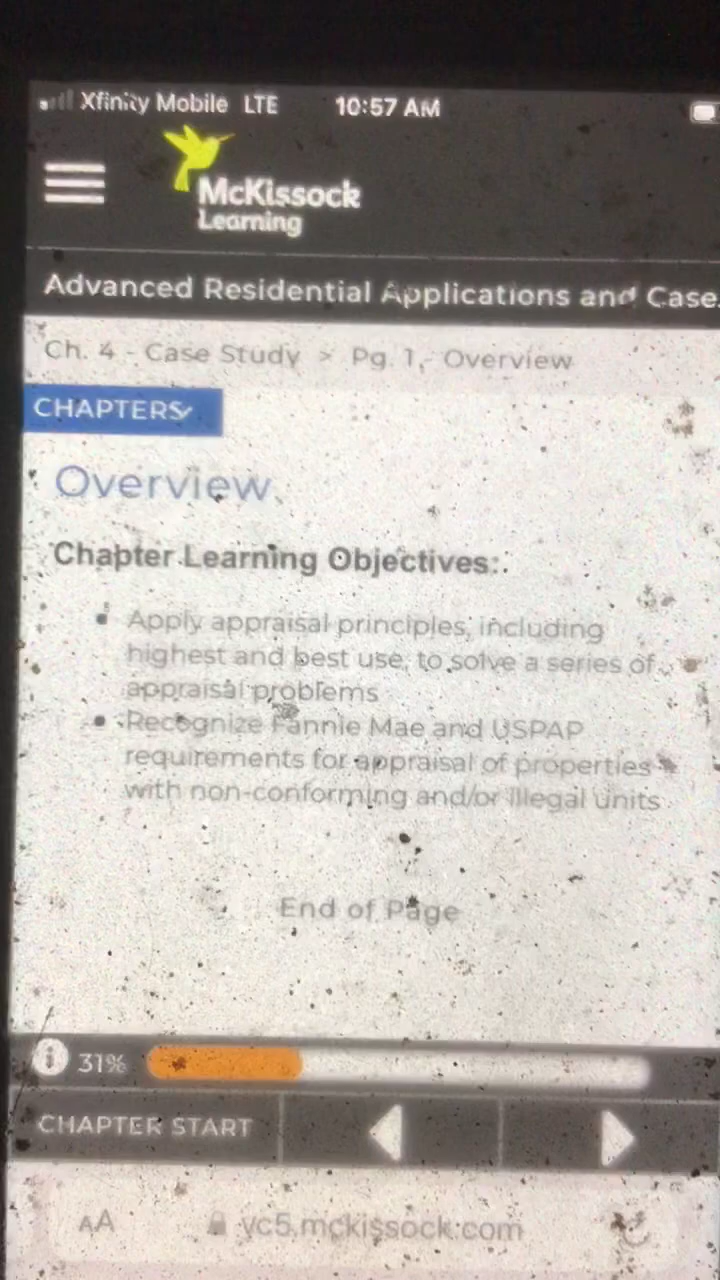 Xfinity Mobile LTE 10:57 AM
McKissock
Learning
Advanced Residential Applications and Case
Ch. 4 - Case Study > Pg. 1 - Overview
CHAPTERS
Overview
Chapter Learning Objectives:
Apply appraisal principles, including
highest and best use, to solve a series of
appraisal problems
Recognize Fannie Mae and USPAP
requirements for appraisal of properties
with non-conforming and/or illegal units
End of Page
31%
CHAPTER START
AA vc5.mckissock.com